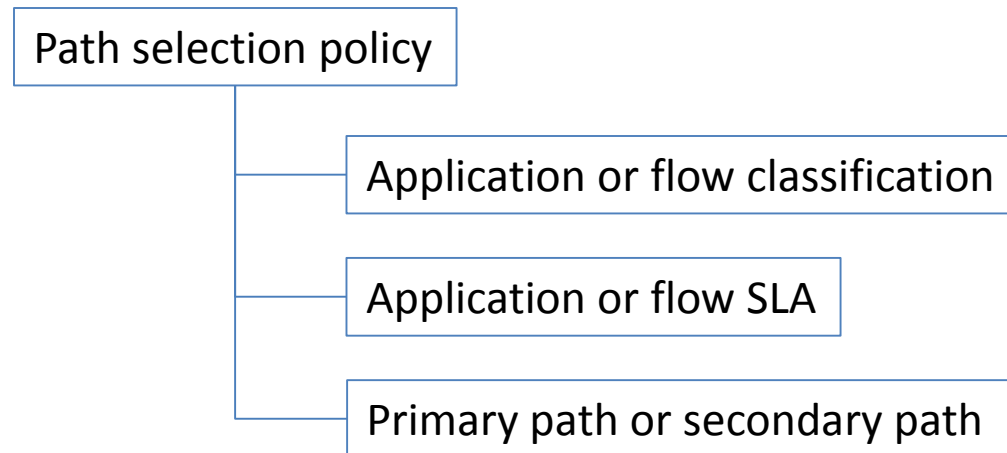 Path selection policy
Application or flow classification
Application or flow SLA
Primary path or secondary path